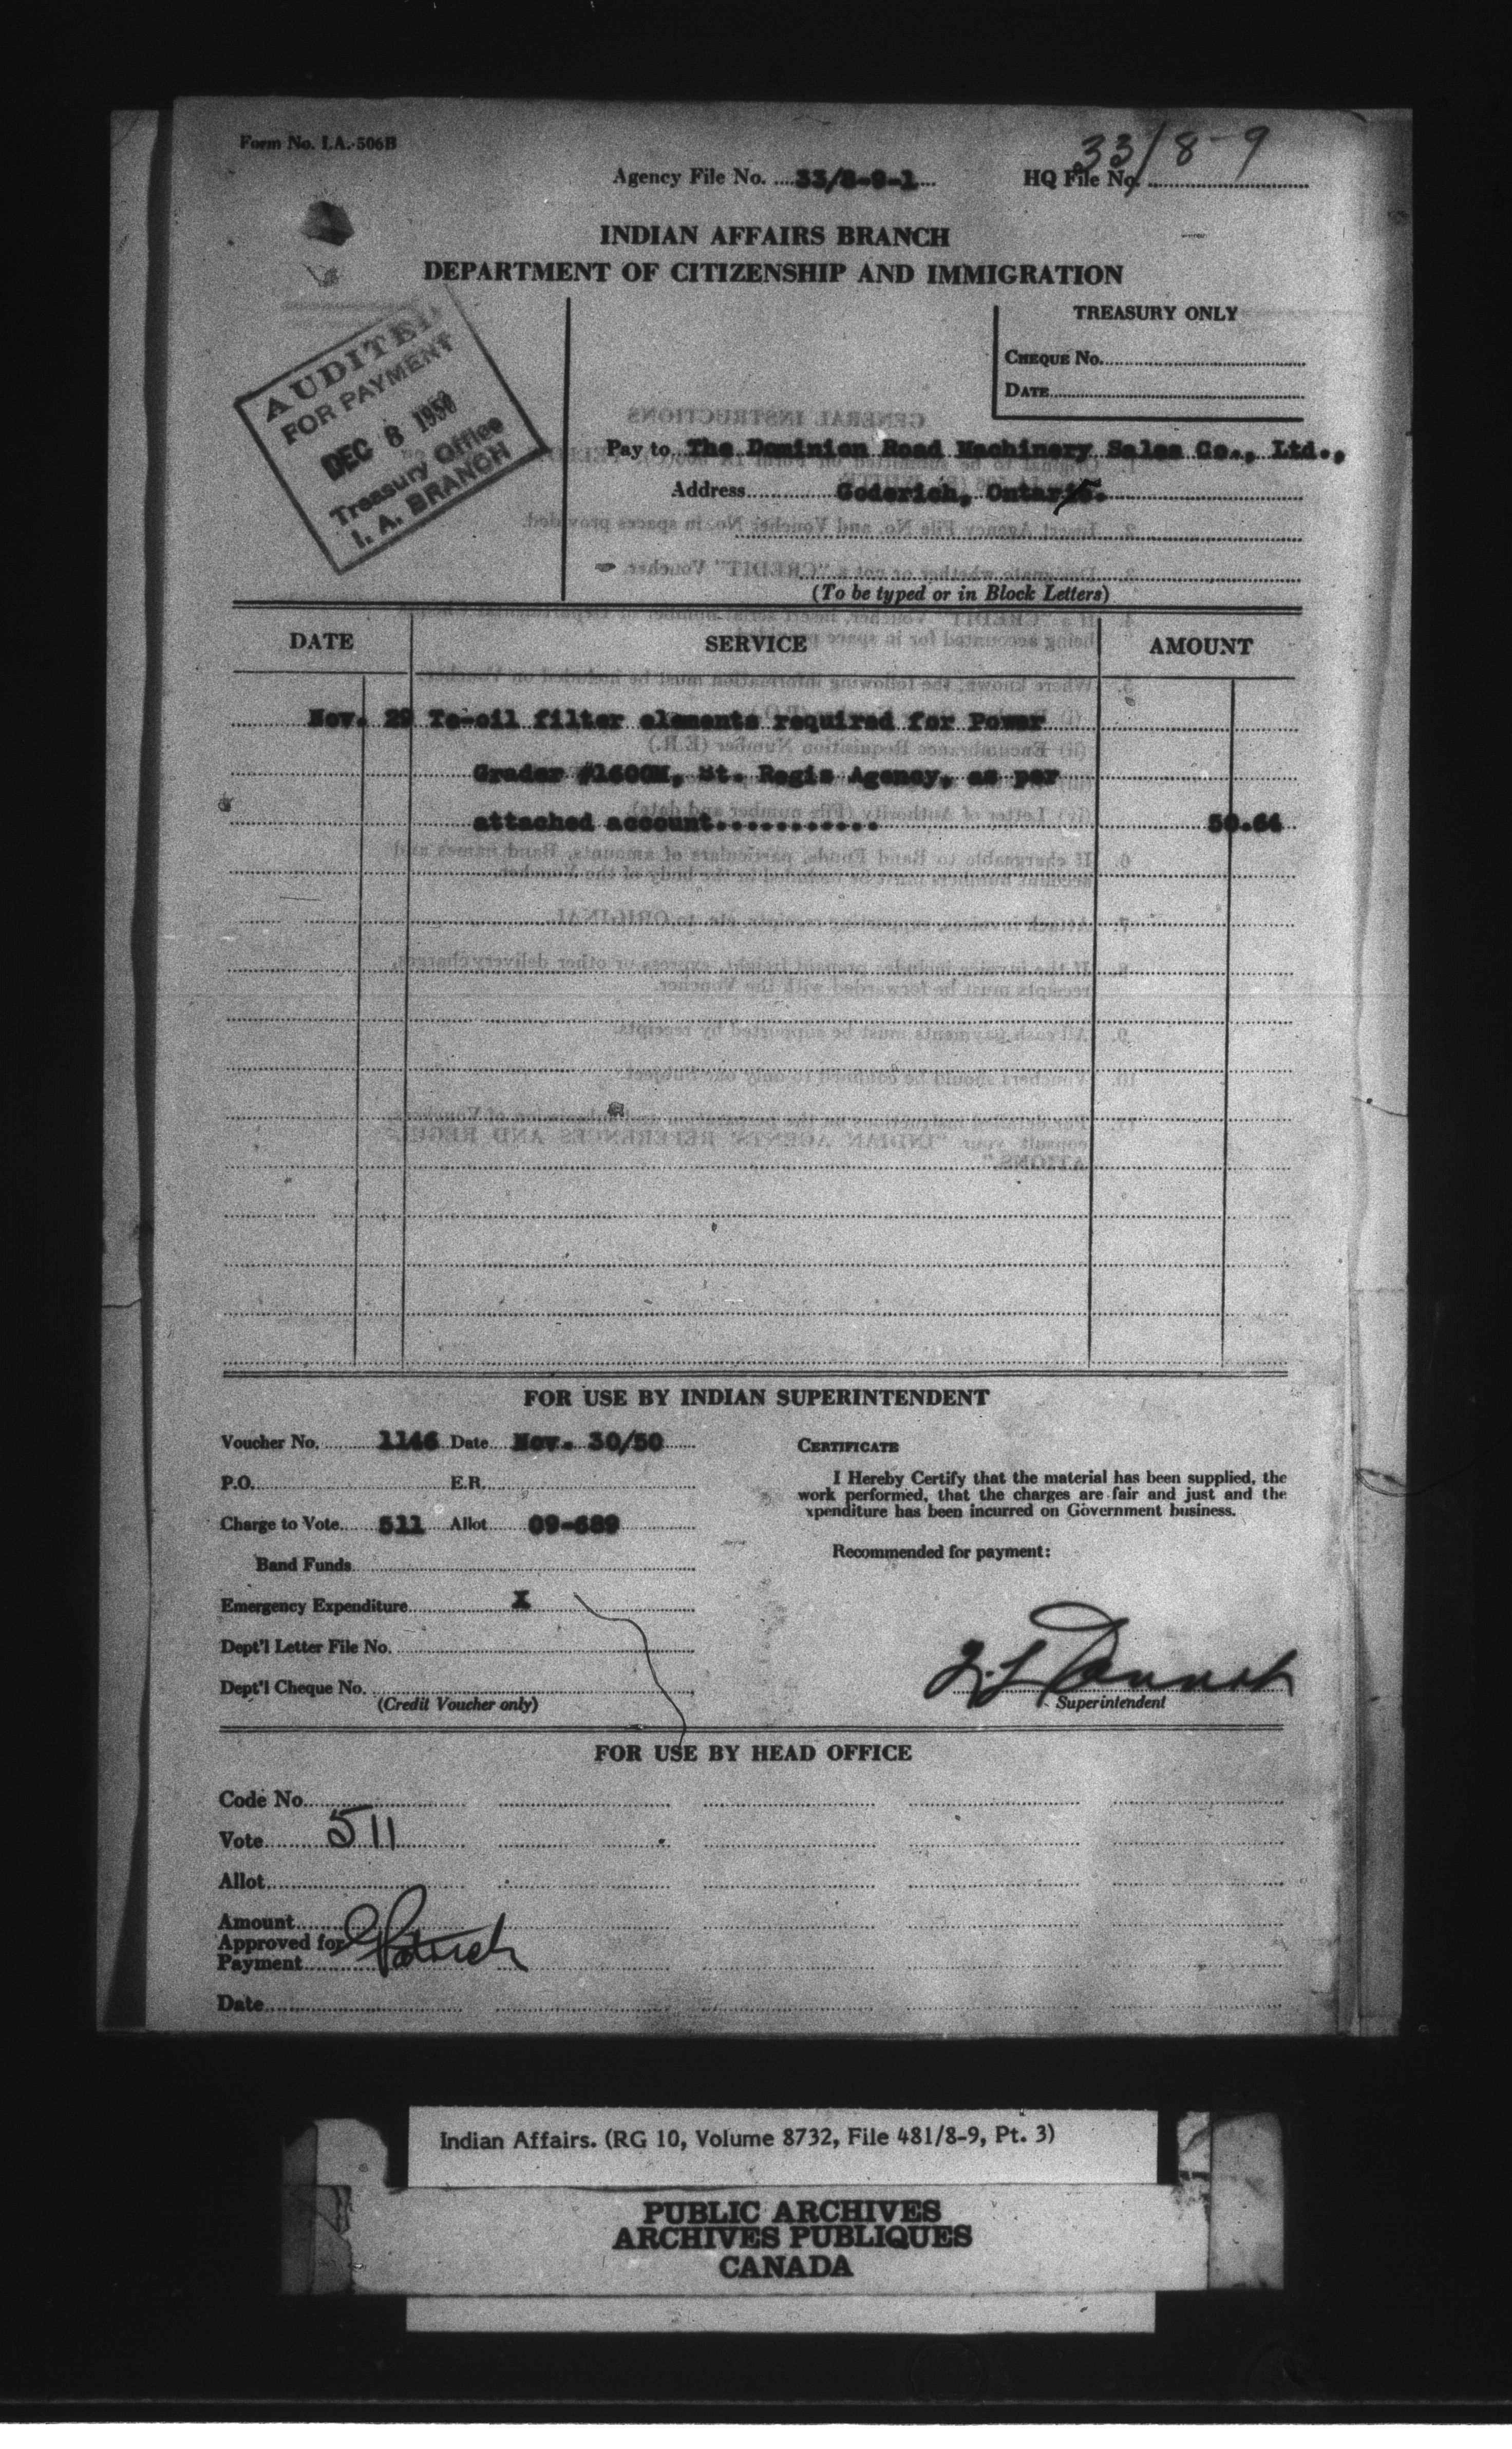 Form No. I.A. 506B
33/8-9
Agency File No. 33/8-9-1
HQ File No.
INDIAN AFFAIRS BRANCH
DEPARTMENT OF CITIZENSHIP AND IMMIGRATION
AUDITED
FOR PAYMENT
DEC 8 1950
Treasury Office
I. A. BRANCH
TREASURY ONLY
CHEQUE No.
DATE
Pay to The Dominion Road Machinery Sales Co., Ltd.,
Address Goderich, Ontario.
(To be typed or in Block Letters)
DATE SERVICE AMOUNT
Nov. 29 To-oil filter elements required for Power
Grader #1600M, St. Regis Agency, as per
attached account........... 50.64
FOR USE BY INDIAN SUPERINTENDENT
Voucher No. 1146 Date Nov. 30/50
P.O. E.R.
Charge to Vote 511 Allot 09-689
Band Funds
Emergency Expenditure X
Dept'l Letter File No.
Dept'l Cheque No.
(Credit Voucher only)
CERTIFICATE
I Hereby Certify that the material has been supplied, the
work performed, that the charges are fair and just and the
xpenditure has been incurred on Government business.
Recommended for payment:
Superintendent
FOR USE BY HEAD OFFICE
Code No.
Vote 511
Allot
Amount
Approved for
Payment
Date
Indian Affairs. (RG 10, Volume 8732, File 481/8-9, Pt. 3)
PUBLIC ARCHIVES
ARCHIVES PUBLIQUES
CANADA